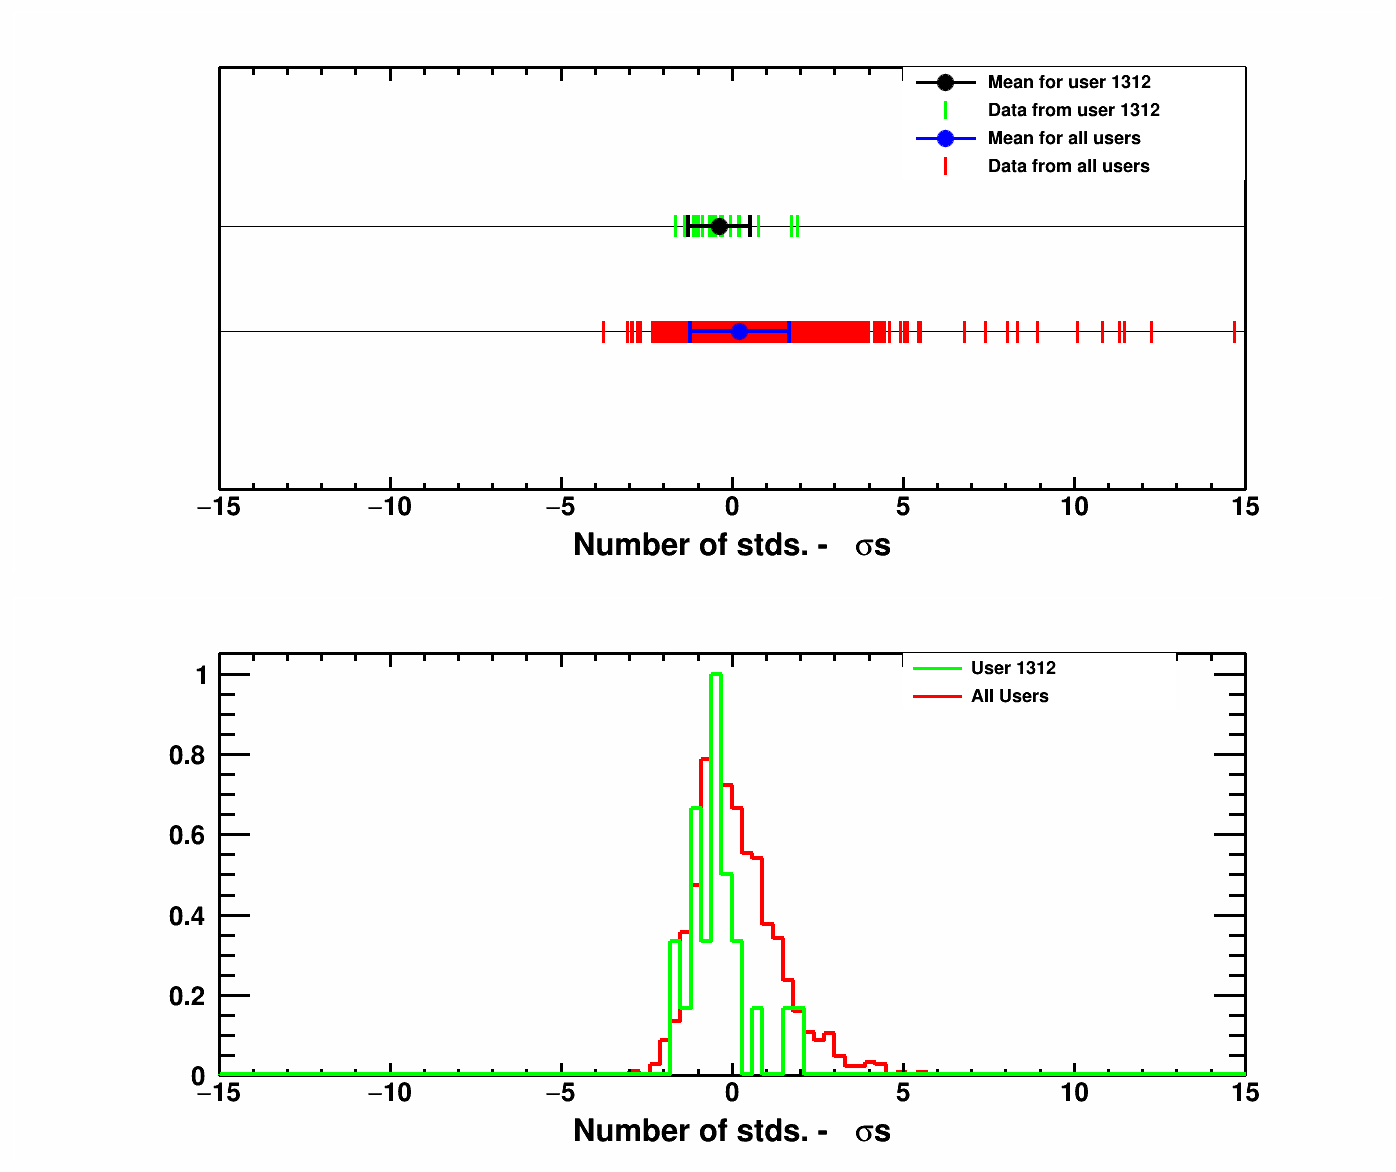 Mean for user 1312
Data from user 1312
Mean for all users
Data from all users
−15 −10 −5 0 5 10 15
Number of stds. - σs
User 1312
All Users
1
0.8
0.6
0.4
0.2
0
−15 −10 −5 0 5 10 15
Number of stds. - σs